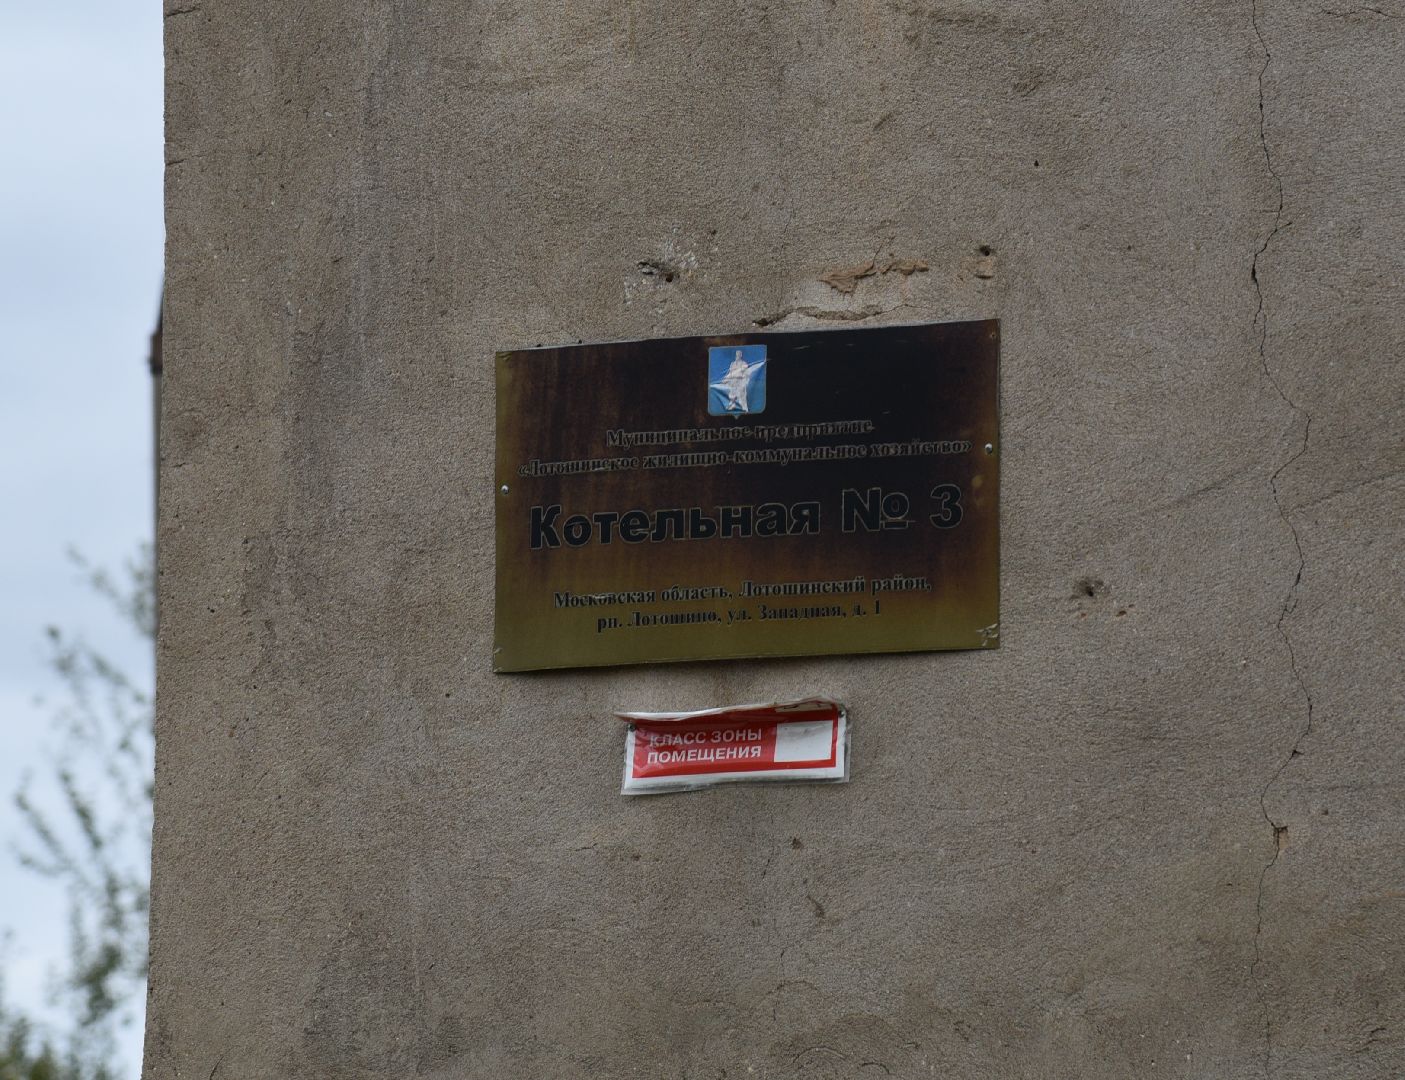 Муниципальное предприятие
«Лотошинское жилищно-коммунальное хозяйство»
Котельная № 3
Московская область, Лотошинский район,
рп. Лотошино, ул. Западная, д. 1
КЛАСС ЗОНЫ
ПОМЕЩЕНИЯ